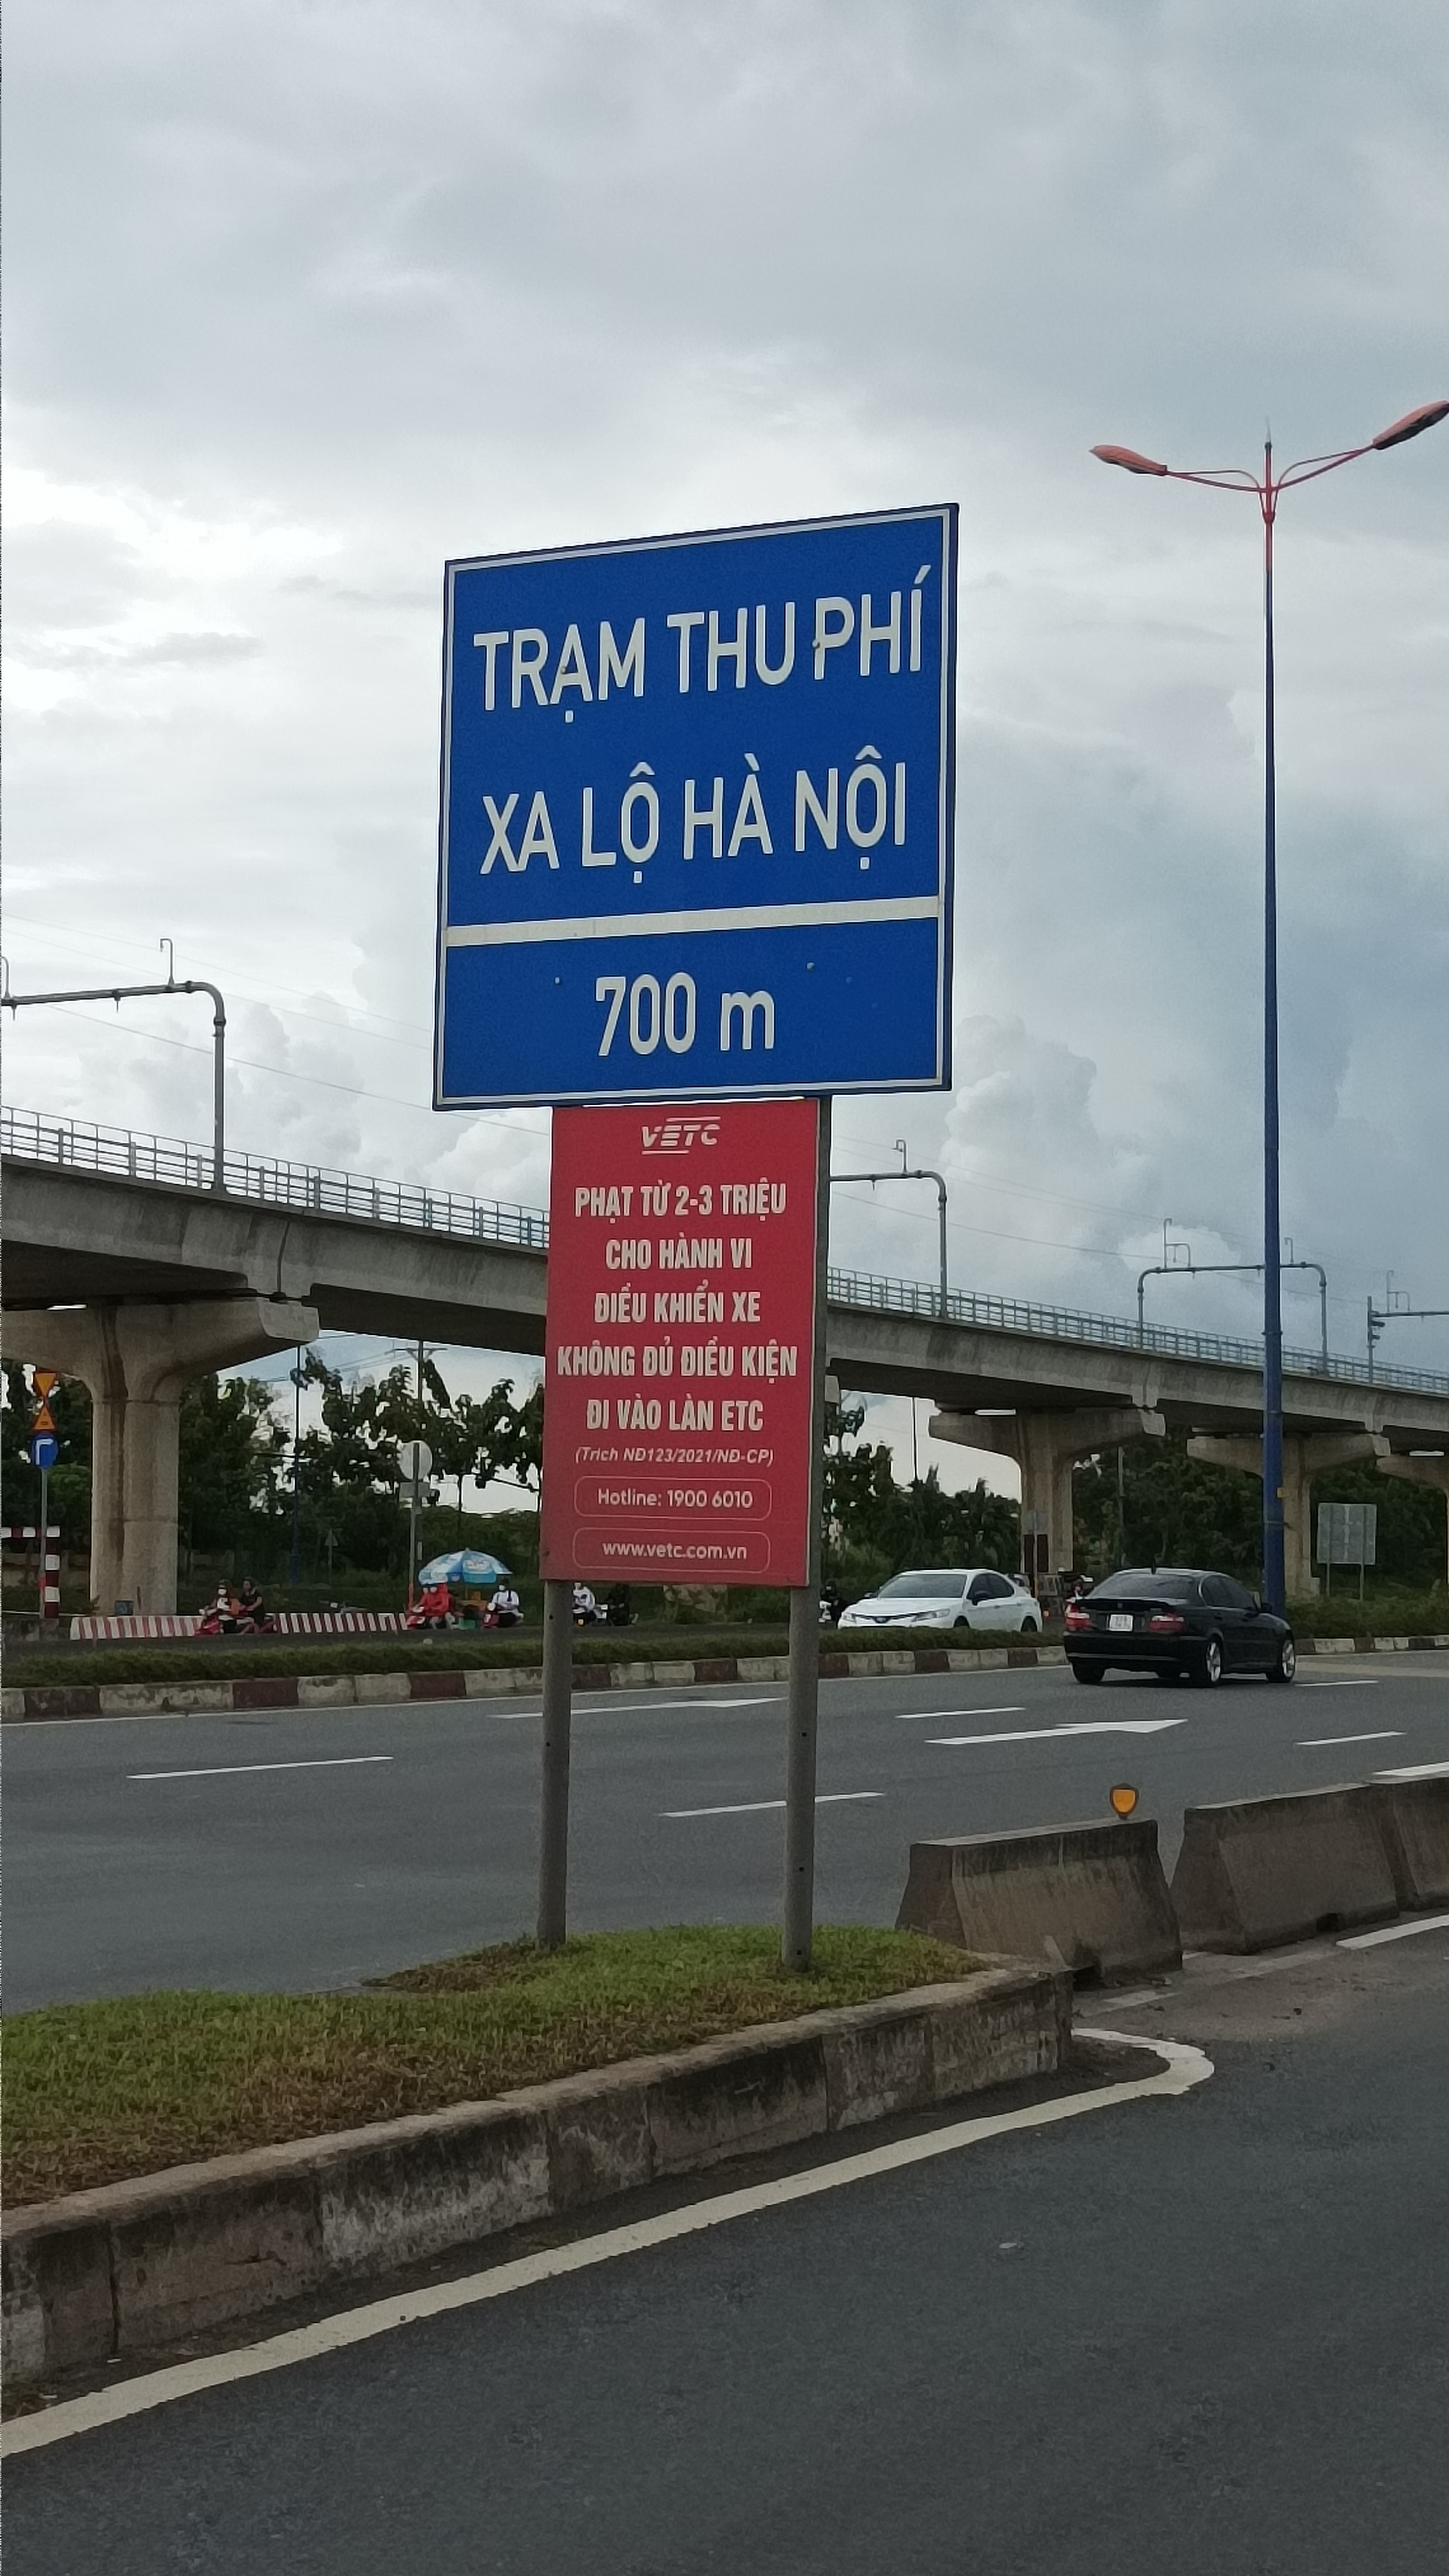 TRẠM THU PHÍ
XA LỘ HÀ NỘI
700 m
VETC
PHẠT TỪ 2-3 TRIỆU
CHO HÀNH VI
ĐIỀU KHIỂN XE
KHÔNG ĐỦ ĐIỀU KIỆN
ĐI VÀO LÀN ETC
(Trích NĐ123/2021/NĐ-CP)
Hotline: 1900 6010
www.vetc.com.vn